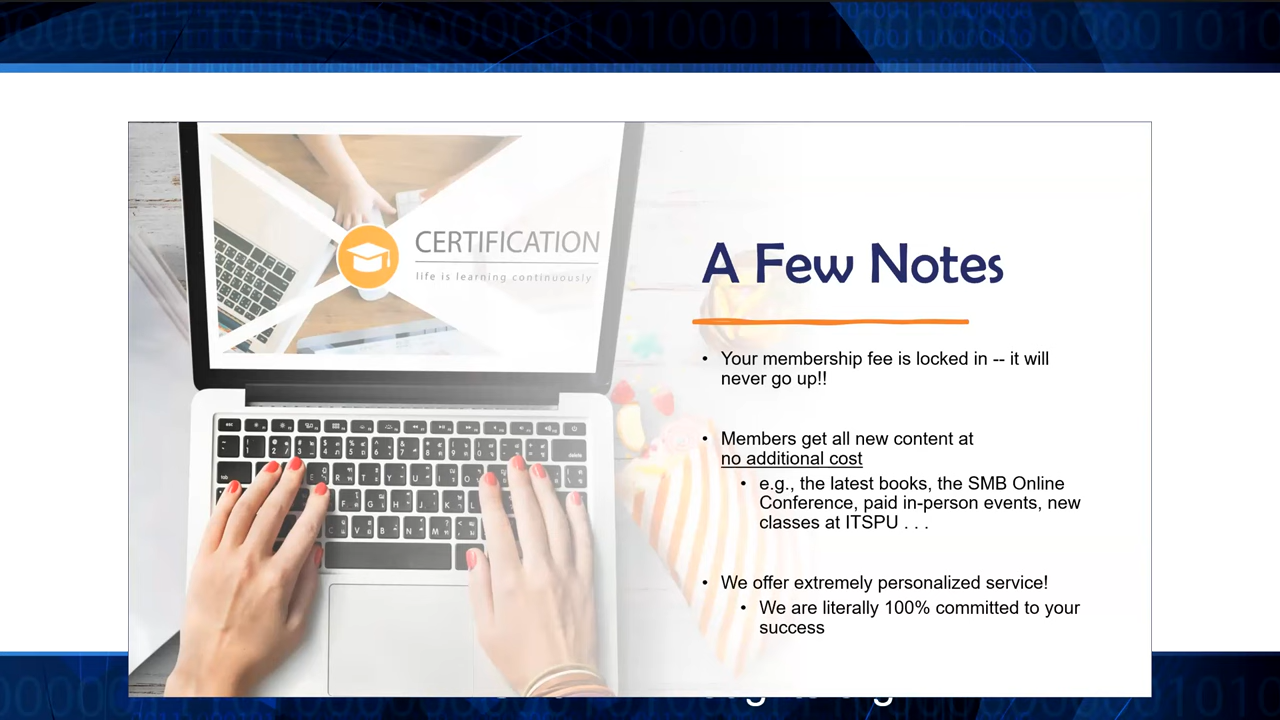 CERTIFICATION
life is learning continuously
A Few Notes
• Your membership fee is locked in -- it will
never go up!!
• Members get all new content at
no additional cost
• e.g., the latest books, the SMB Online
Conference, paid in-person events, new
classes at ITSPU . . .
• We offer extremely personalized service!
• We are literally 100% committed to your
success